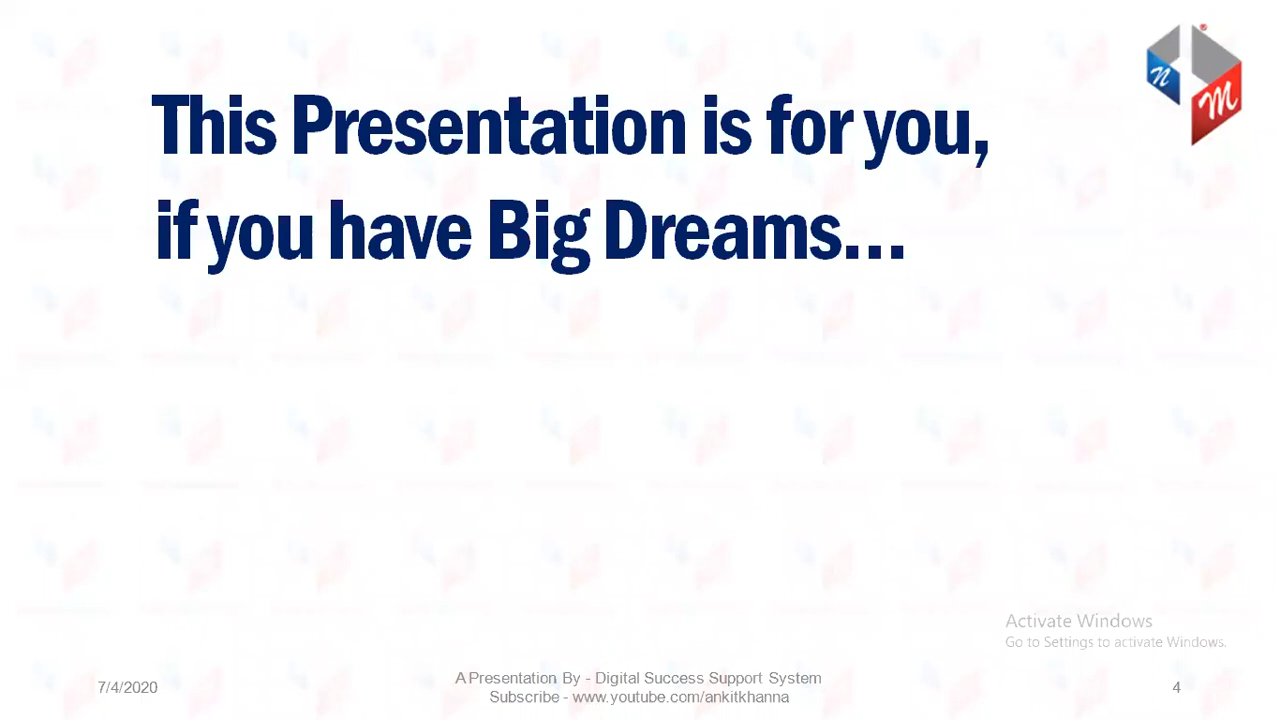 This Presentation is for you,
if you have Big Dreams...
n M
Activate Windows
Go to Settings to activate Windows.
7/4/2020
A Presentation By - Digital Success Support System
Subscribe - www.youtube.com/ankitkhanna
4